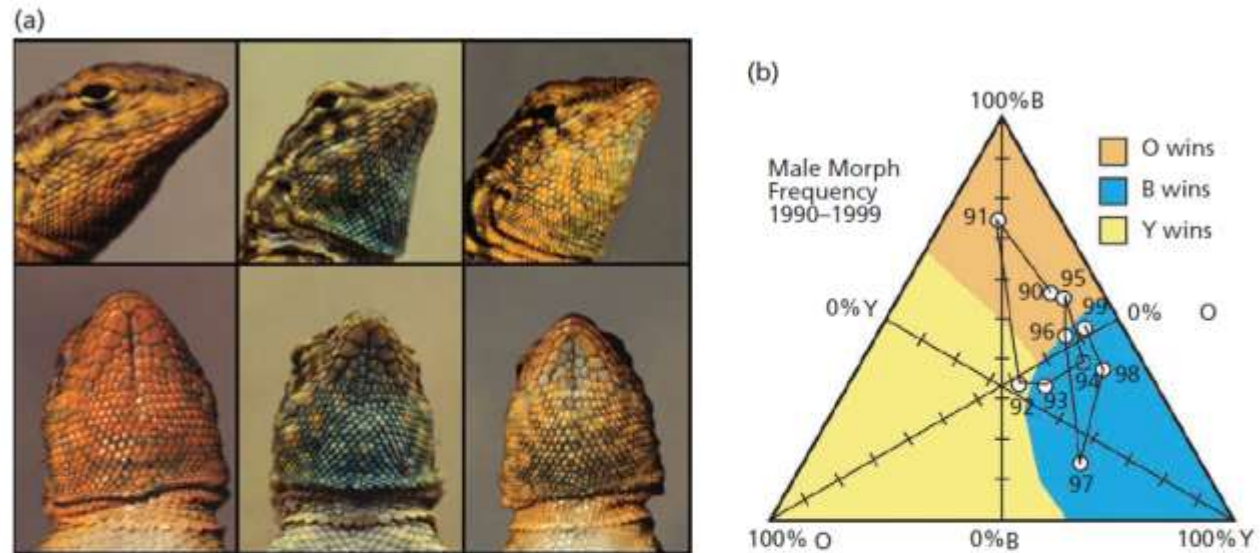 (a)
(b)
100%B
O wins
B wins
Y wins
Male Morph
Frequency
1990–1999
91
90
95
99
0% Y
0%
O
96
94
98
92
93
97
100% O
0%B
100%Y